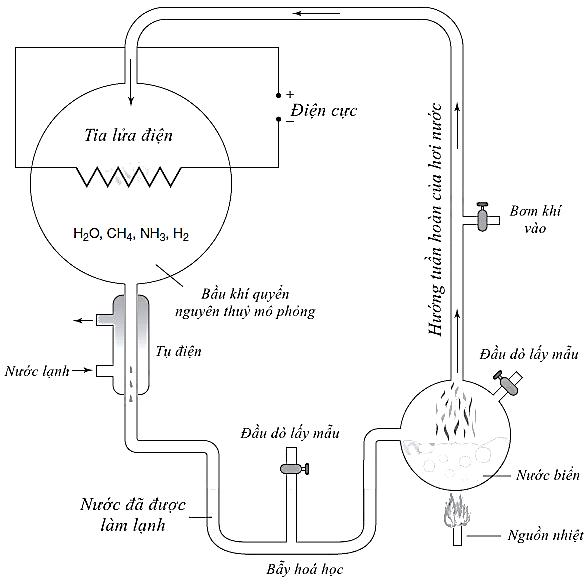 +
Điện cực
−
Tia lửa điện
H2O, CH4, NH3, H2
Bầu khí quyển
nguyên thuỷ mô phỏng
Hướng tuần hoàn của hơi nước
Bơm khí
vào
Tụ điện
Nước lạnh
Đầu dò lấy mẫu
Đầu dò lấy mẫu
Nước biển
Nước đã được
làm lạnh
Nguồn nhiệt
Bẫy hoá học